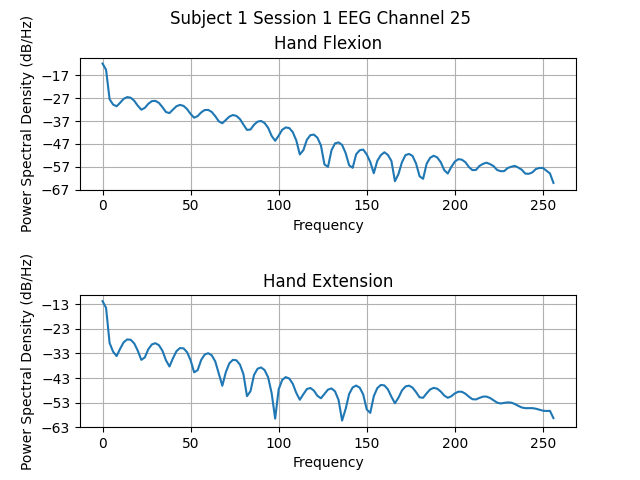 Subject 1 Session 1 EEG Channel 25
Hand Flexion
Power Spectral Density (dB/Hz)
−17
−27
−37
−47
−57
−67
0 50 100 150 200 250
Frequency
Hand Extension
Power Spectral Density (dB/Hz)
−13
−23
−33
−43
−53
−63
0 50 100 150 200 250
Frequency